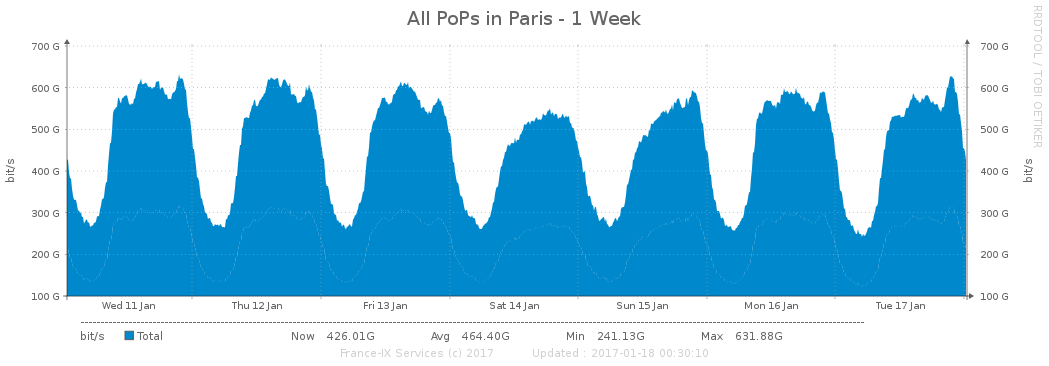 All PoPs in Paris - 1 Week
RRDTOOL / TOBI OETIKER
700 G 700 G
600 G 600 G
500 G 500 G
400 G 400 G
300 G 300 G
200 G 200 G
100 G 100 G
bit/s bit/s
Wed 11 Jan Thu 12 Jan Fri 13 Jan Sat 14 Jan Sun 15 Jan Mon 16 Jan Tue 17 Jan
bit/s Total Now 426.01G Avg 464.40G Min 241.13G Max 631.88G
France-IX Services (c) 2017 Updated : 2017-01-18 00:30:10